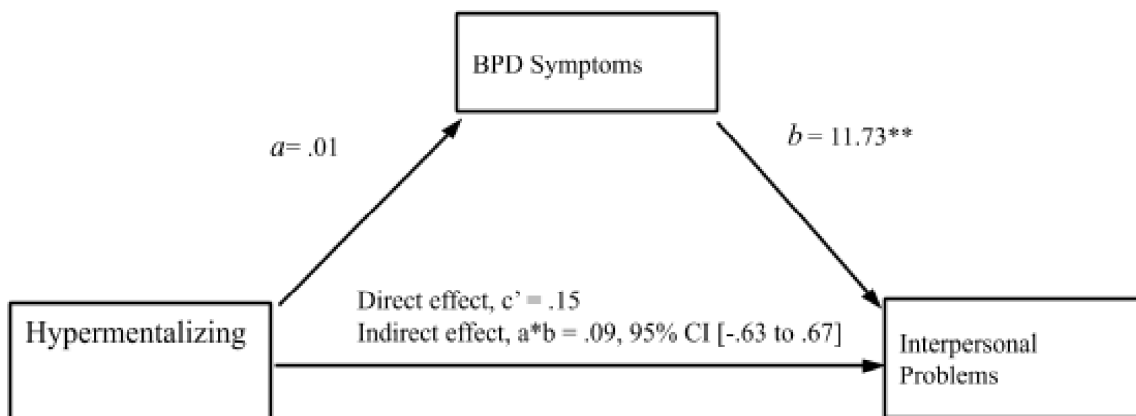 BPD Symptoms
a= .01
b = 11.73**
Direct effect, c’ = .15
Indirect effect, a*b = .09, 95% CI [-.63 to .67]
Hypermentalizing
Interpersonal
Problems